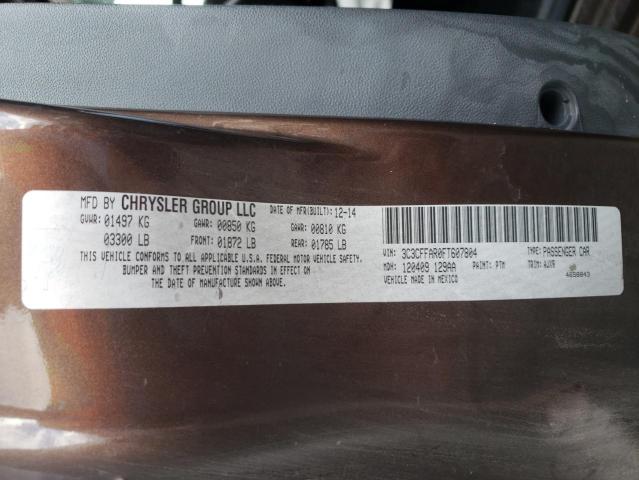 MFD BY CHRYSLER GROUP LLC DATE OF MFR(BUILT): 12-14
GVWR: 01497 KG GAWR: 00850 KG GAWR: 00810 KG
03300 LB FRONT: 01872 LB REAR: 01785 LB
THIS VEHICLE CONFORMS TO ALL APPLICABLE U.S.A. FEDERAL MOTOR VEHICLE SAFETY,
BUMPER AND THEFT PREVENTION STANDARDS IN EFFECT ON
THE DATE OF MANUFACTURE SHOWN ABOVE.
VIN: 3C3CFFAR0FT607804 TYPE: PASSENGER CAR
MDH: 120409 129AA PAINT: PTM TRIM: AJXR
VEHICLE MADE IN MEXICO 4659843